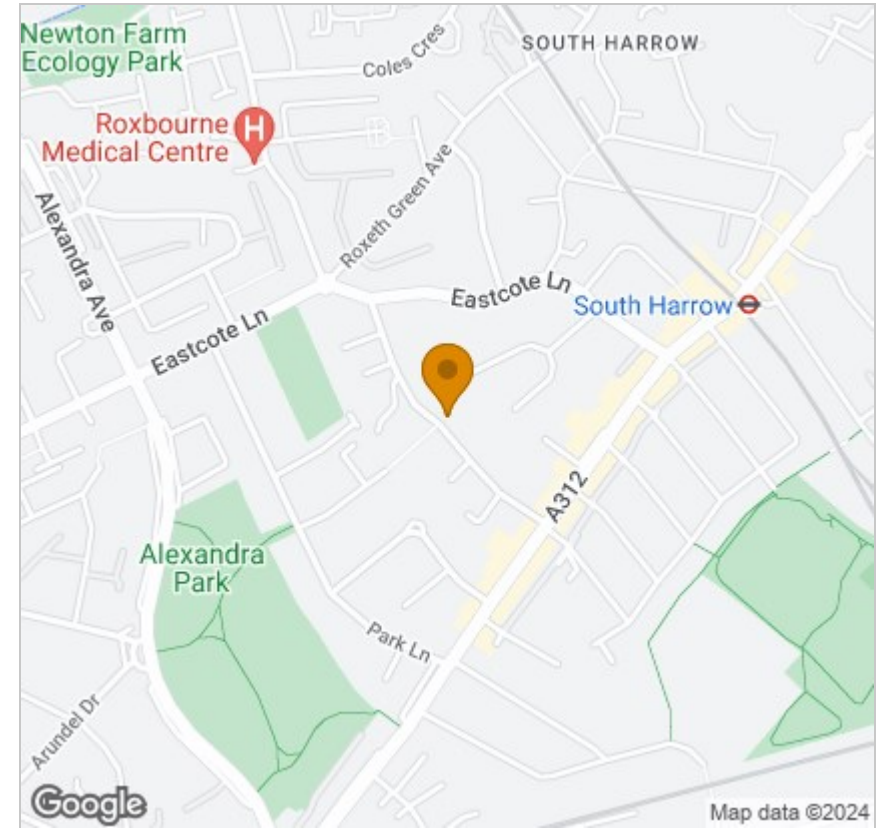 Newton Farm
Ecology Park
Coles Cres
SOUTH HARROW
Roxbourne
Medical Centre
H
Roxeth Green Ave
Alexandra Ave
Eastcote Ln
South Harrow
Eastcote Ln
A312
Alexandra
Park
Park Ln
Arundel Dr
Google
Map data ©2024